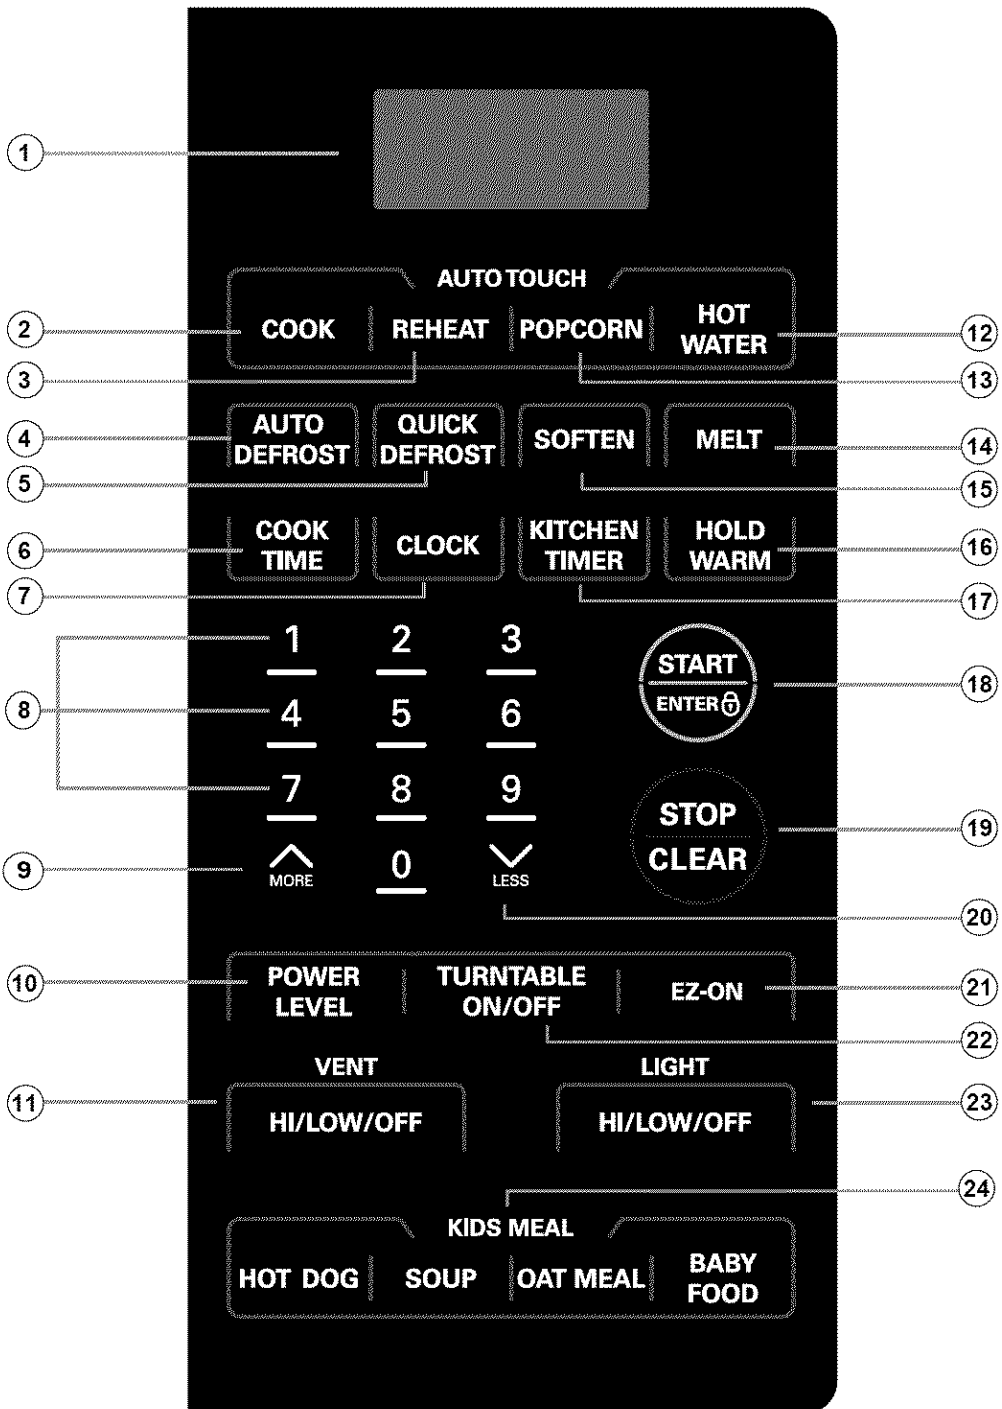 1
AUTO TOUCH
2
COOK
REHEAT
POPCORN
HOT
WATER
12
3
13
4
AUTO
DEFROST
QUICK
DEFROST
SOFTEN
MELT
14
5
15
6
COOK
TIME
CLOCK
KITCHEN
TIMER
HOLD
WARM
16
7
17
1 2 3
8
4 5 6
7 8 9
START
ENTER
18
STOP
CLEAR
19
9
MORE
0
LESS
20
10
POWER
LEVEL
TURNTABLE
ON/OFF
EZ-ON
21
22
VENT
LIGHT
11
HI/LOW/OFF
HI/LOW/OFF
23
24
KIDS MEAL
HOT DOG
SOUP
OAT MEAL
BABY
FOOD